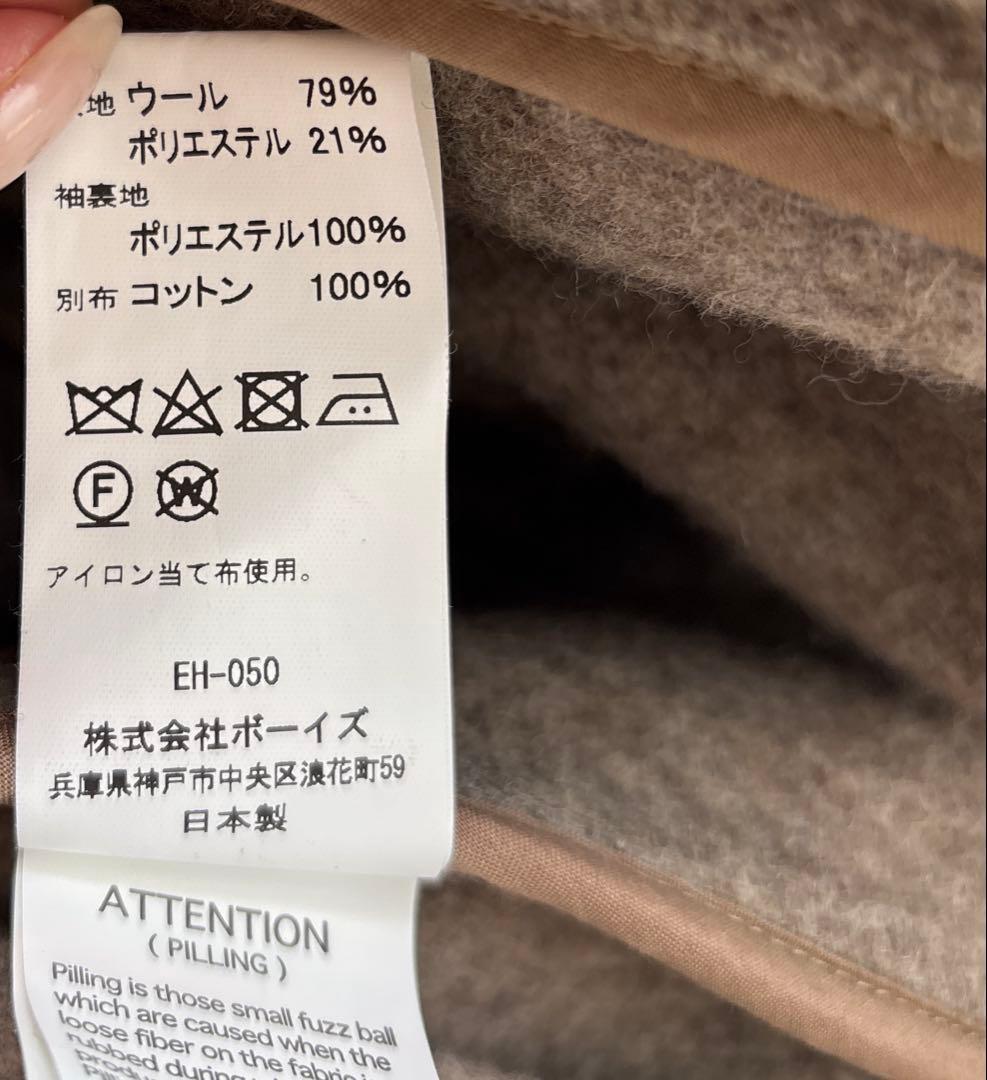 地 ウール 79%
ポリエステル 21%
袖裏地
ポリエステル100%
別布 コットン 100%
F W
アイロン当て布使用。
EH-050
株式会社ボーイズ
兵庫県神戸市中央区浪花町59
日本製
ATTENTION
( PILLING )
Pilling is those small fuzz ball
which are caused when the
loose fiber on the fabric
rubbed during